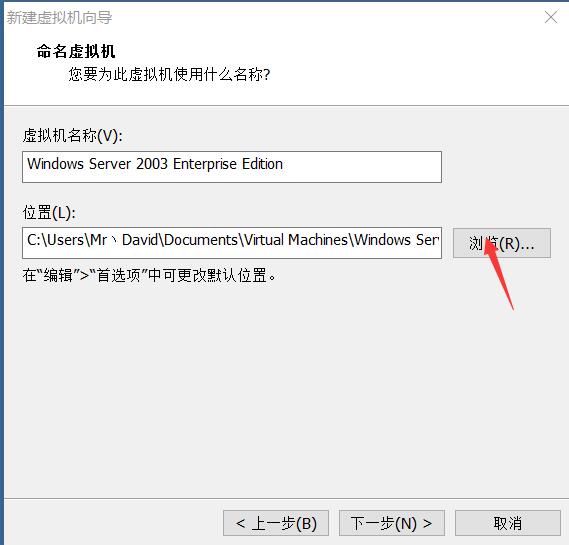 新建虚拟机向导
命名虚拟机
您要为此虚拟机使用什么名称?
虚拟机名称(V):
Windows Server 2003 Enterprise Edition
位置(L):
C:\Users\Mr丶David\Documents\Virtual Machines\Windows Ser
浏览(R)...
在“编辑”>“首选项”中可更改默认位置。
< 上一步(B)
下一步(N) >
取消